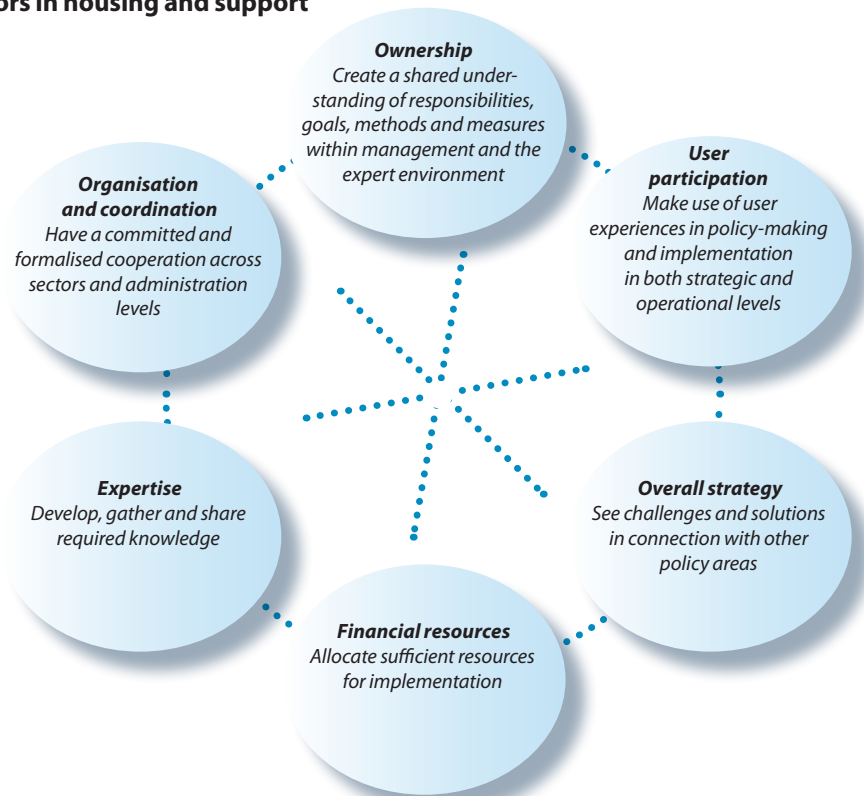 ors in housing and support
Ownership
Create a shared under-
standing of responsibilities,
goals, methods and measures
within management and the
expert environment
User
participation
Make use of user
experiences in policy-making
and implementation
in both strategic and
operational levels
Organisation
and coordination
Have a committed and
formalised cooperation across
sectors and administration
levels
Expertise
Develop, gather and share
required knowledge
Overall strategy
See challenges and solutions
in connection with other
policy areas
Financial resources
Allocate sufficient resources
for implementation